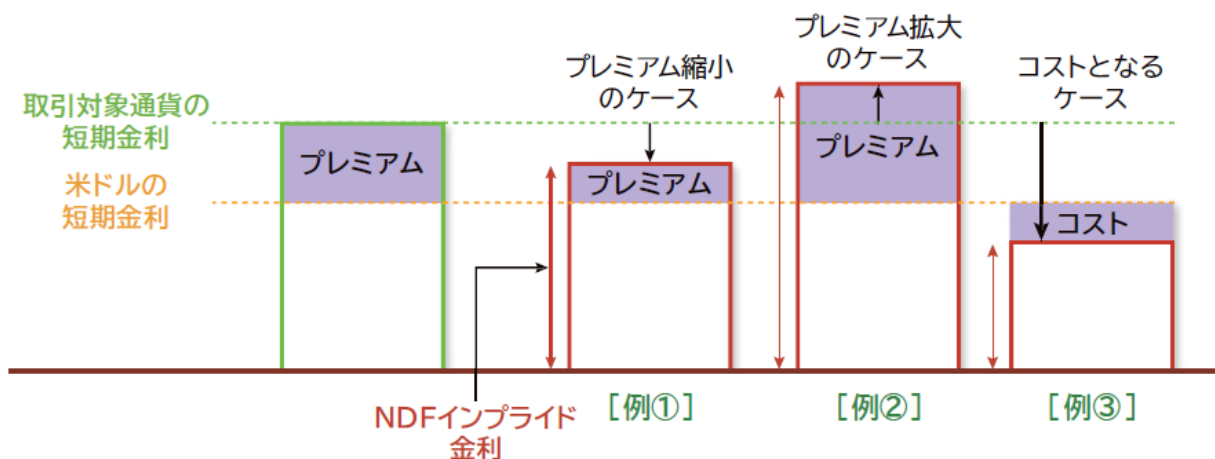 取引対象通貨の
短期金利
米ドルの
短期金利
プレミアム
プレミアム縮小
のケース
プレミアム
プレミアム拡大
のケース
プレミアム
コストとなる
ケース
コスト
NDFインプライド
金利
［例①］
［例②］
［例③］